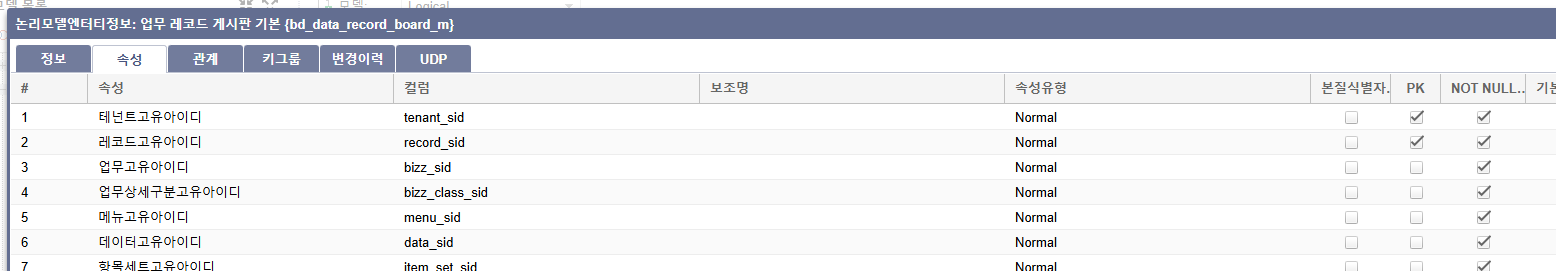 모델 목록
모델:
Logical
논리모델엔터티정보: 업무 레코드 게시판 기본 {bd_data_record_board_m}
정보 속성 관계 키그룹 변경이력 UDP
# 속성 컬럼 보조명 속성유형 본질식별자.. PK NOT NULL... 기본
1 테넌트고유아이디 tenant_sid Normal
2 레코드고유아이디 record_sid Normal
3 업무고유아이디 bizz_sid Normal
4 업무상세구분고유아이디 bizz_class_sid Normal
5 메뉴고유아이디 menu_sid Normal
6 데이터고유아이디 data_sid Normal
7 항목세트고유아이디 item_set_sid Normal